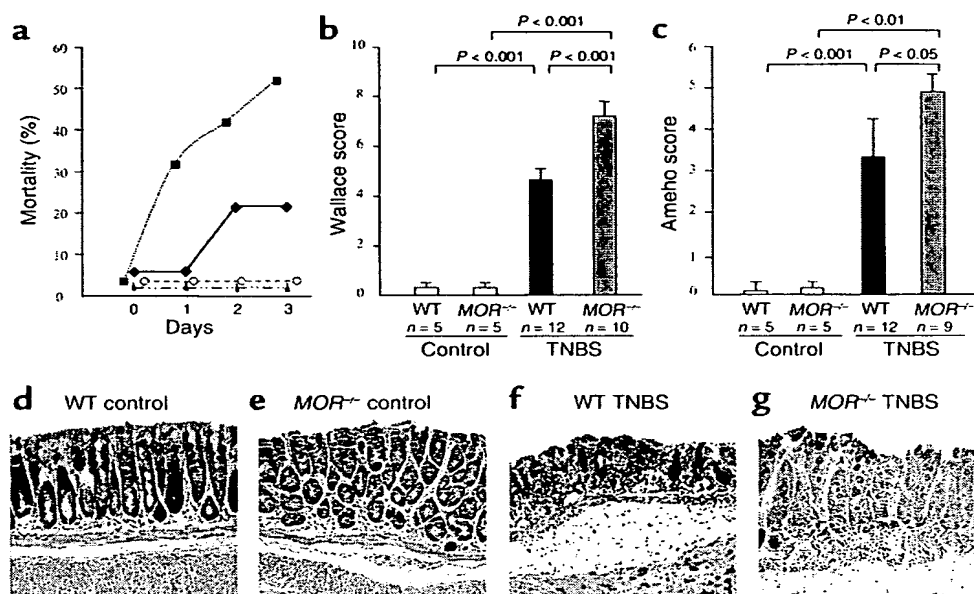 a
60
50
40
30
20
10
0
Mortality (%)
0 1 2 3
Days
b
P < 0.001
P < 0.001 P < 0.001
10
8
6
4
2
0
Wallace score
WT MOR⁻/⁻ WT MOR⁻/⁻
n = 5 n = 5 n = 12 n = 10
Control TNBS
c
P < 0.01
P < 0.001 P < 0.05
6
5
4
3
2
1
0
Ameho score
WT MOR⁻/⁻ WT MOR⁻/⁻
n = 5 n = 5 n = 12 n = 9
Control TNBS
d WT control
e MOR⁻/⁻ control
f WT TNBS
g MOR⁻/⁻ TNBS